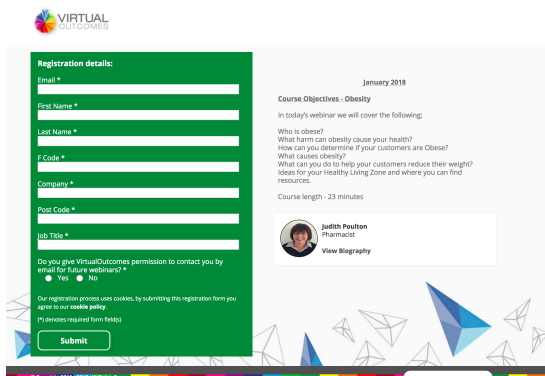 VIRTUAL
OUTCOMES
Registration details:
Email *
First Name *
Last Name *
F Code *
Company *
Post Code *
Job Title *
Do you give VirtualOutcomes permission to contact you by
email for future webinars? *
Yes No
Our registration process uses cookies, by submitting this registration form you
agree to our cookie policy.
(*) denotes required form field(s)
Submit
January 2018
Course Objectives - Obesity
In today's webinar we will cover the following;
Who is obese?
What harm can obesity cause your health?
How can you determine if your customers are Obese?
What causes obesity?
What can you do to help your customers reduce their weight?
Ideas for your Healthy Living Zone and where you can find
resources.
Course length - 23 minutes
Judith Poulton
Pharmacist
View Biography